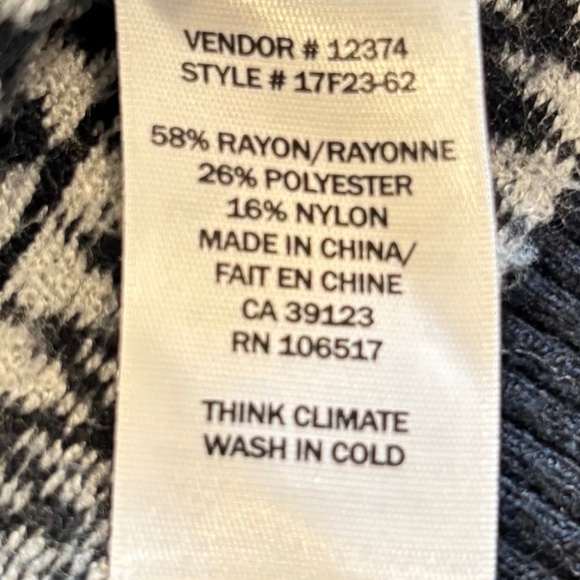 VENDOR # 12374
STYLE # 17F23-62
58% RAYON/RAYONNE
26% POLYESTER
16% NYLON
MADE IN CHINA/
FAIT EN CHINE
CA 39123
RN 106517
THINK CLIMATE
WASH IN COLD